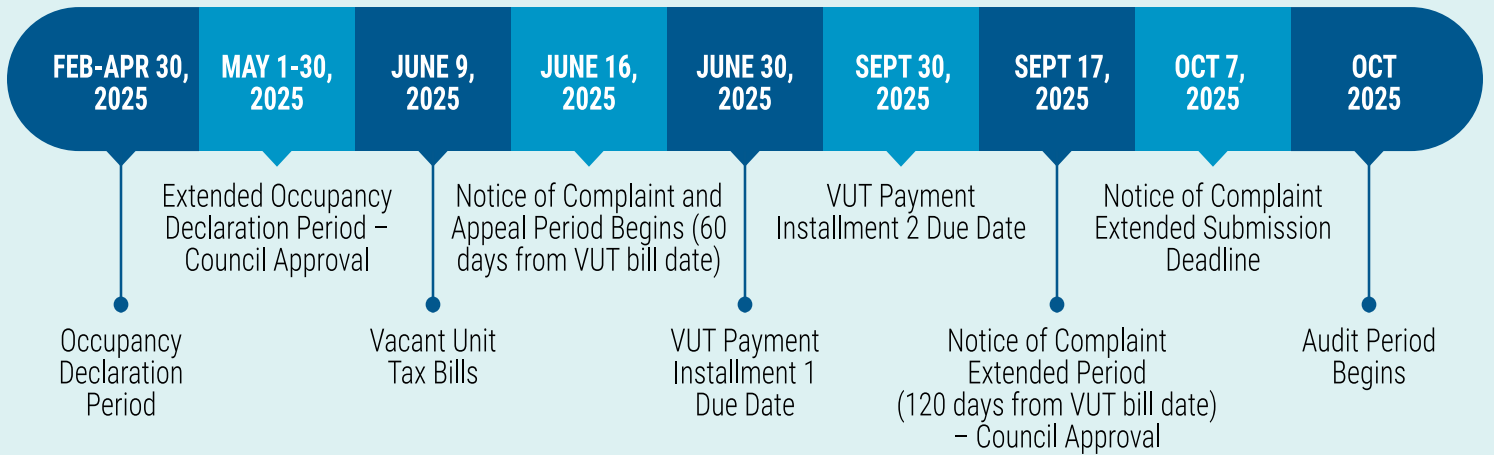 FEB-APR 30,
2025
MAY 1-30,
2025
JUNE 9,
2025
JUNE 16,
2025
JUNE 30,
2025
SEPT 30,
2025
SEPT 17,
2025
OCT 7,
2025
OCT
2025
Occupancy
Declaration
Period
Extended Occupancy
Declaration Period –
Council Approval
Vacant Unit
Tax Bills
Notice of Complaint and
Appeal Period Begins (60
days from VUT bill date)
VUT Payment
Installment 1
Due Date
VUT Payment
Installment 2 Due Date
Notice of Complaint
Extended Period
(120 days from VUT bill date)
– Council Approval
Notice of Complaint
Extended Submission
Deadline
Audit Period
Begins